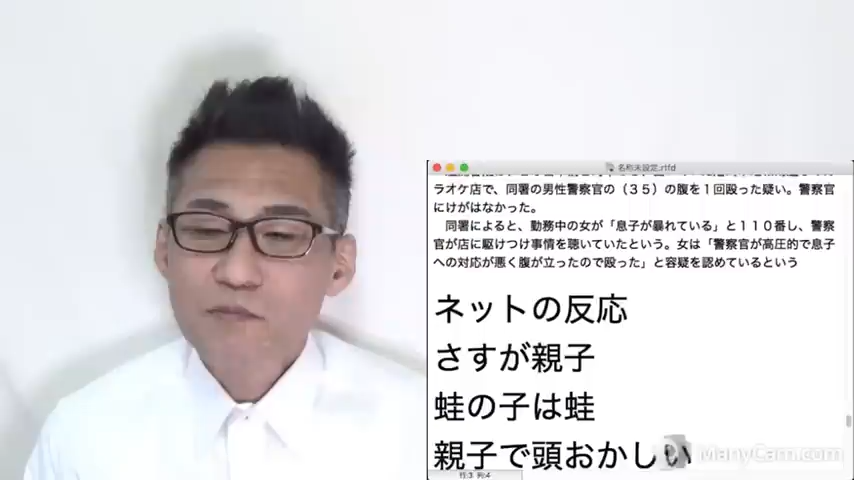 名称未設定.rtfd
ラオケ店で、同署の男性警察官の（３５）の腹を１回殴った疑い。警察官
にけがはなかった。
　同署によると、勤務中の女が「息子が暴れている」と１１０番し、警察
官が店に駆けつけ事情を聴いていたという。女は「警察官が高圧的で息子
への対応が悪く腹が立ったので殴った」と容疑を認めているという
ネットの反応
さすが親子
蛙の子は蛙
親子で頭おかしい
ManyCam.com
行:3 列:4